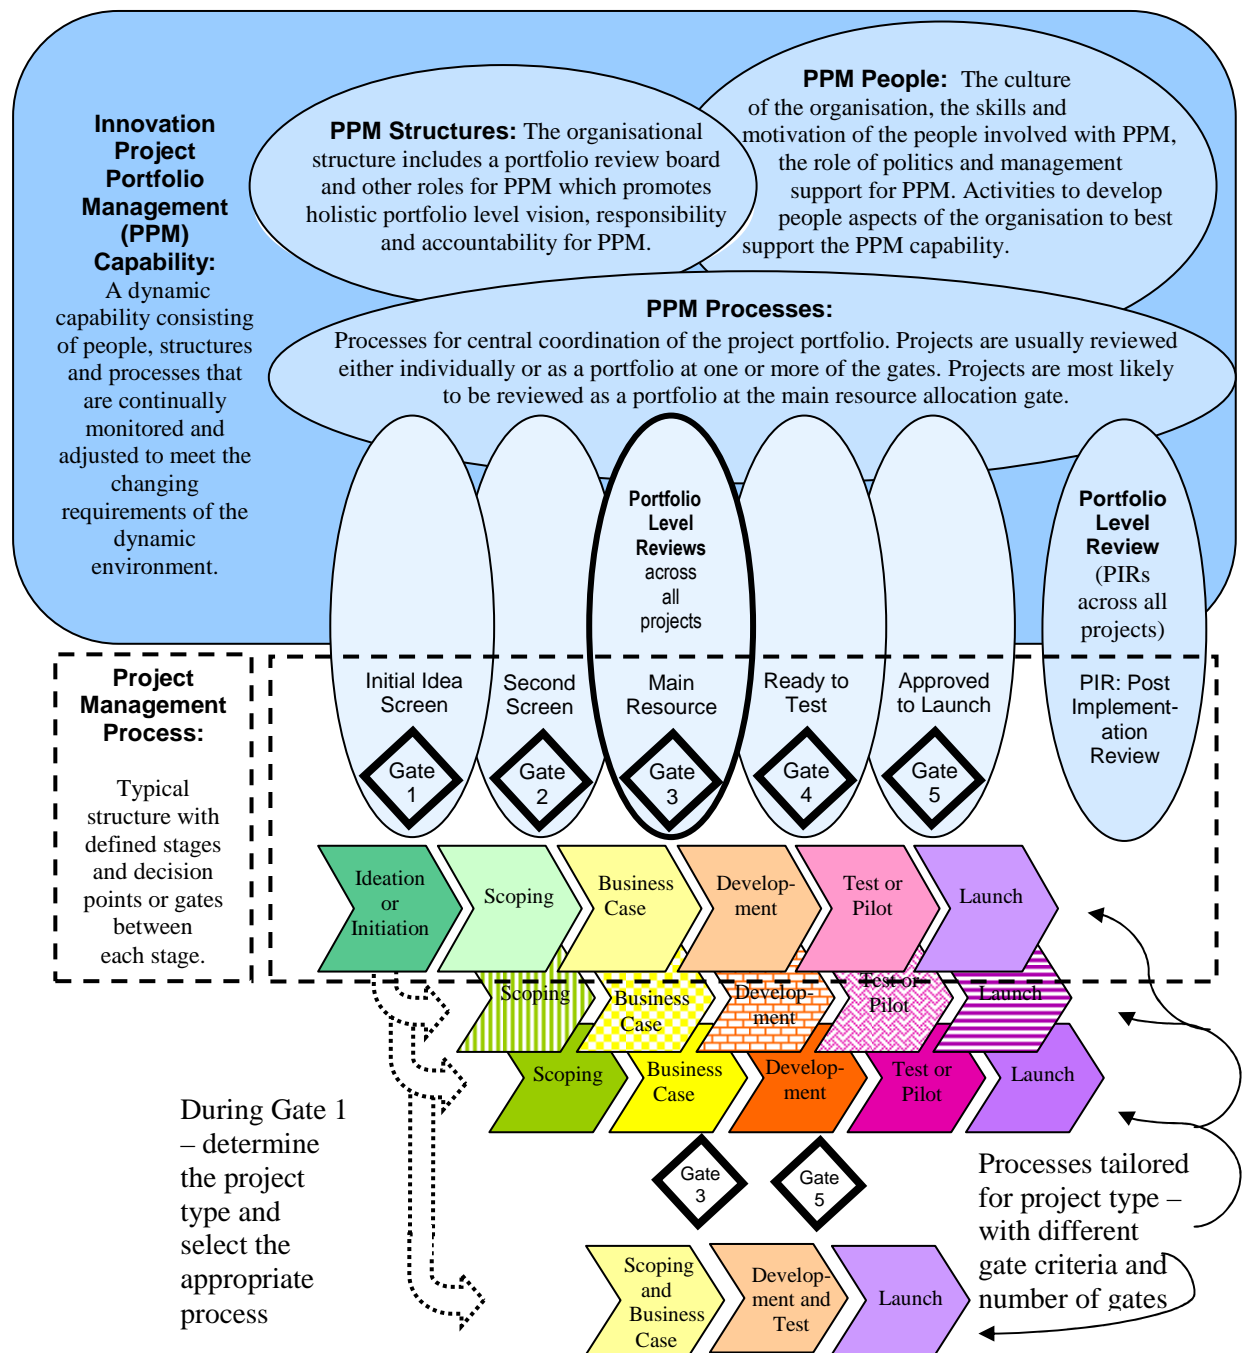 Innovation
Project
Portfolio
Management
(PPM)
Capability:
A dynamic
capability consisting
of people, structures
and processes that
are continually
monitored and
adjusted to meet the
changing
requirements of the
dynamic
environment.
PPM Structures: The organisational
structure includes a portfolio review board
and other roles for PPM which promotes
holistic portfolio level vision, responsibility
and accountability for PPM.
PPM People: The culture
of the organisation, the skills and
motivation of the people involved with PPM,
the role of politics and management
support for PPM. Activities to develop
people aspects of the organisation to best
support the PPM capability.
PPM Processes:
Processes for central coordination of the project portfolio. Projects are usually reviewed
either individually or as a portfolio at one or more of the gates. Projects are most likely
to be reviewed as a portfolio at the main resource allocation gate.
Portfolio
Level
Reviews
across
all
projects
Portfolio
Level
Review
(PIRs
across all
projects)
Project
Management
Process:
Typical
structure with
defined stages
and decision
points or gates
between
each stage.
Initial Idea
Screen
Second
Screen
Main
Resource
Ready to
Test
Approved
to Launch
PIR: Post
Implement-
ation
Review
Gate
1
Gate
2
Gate
3
Gate
4
Gate
5
Ideation
or
Initiation
Scoping
Business
Case
Develop-
ment
Test or
Pilot
Launch
Scoping
Business
Case
Develop-
ment
Test or
Pilot
Launch
Scoping
Business
Case
Develop-
ment
Test or
Pilot
Launch
During Gate 1
– determine
the project
type and
select the
appropriate
process
Gate
3
Gate
5
Processes tailored
for project type –
with different
gate criteria and
number of gates
Scoping
and
Business
Case
Develop-
ment and
Test
Launch